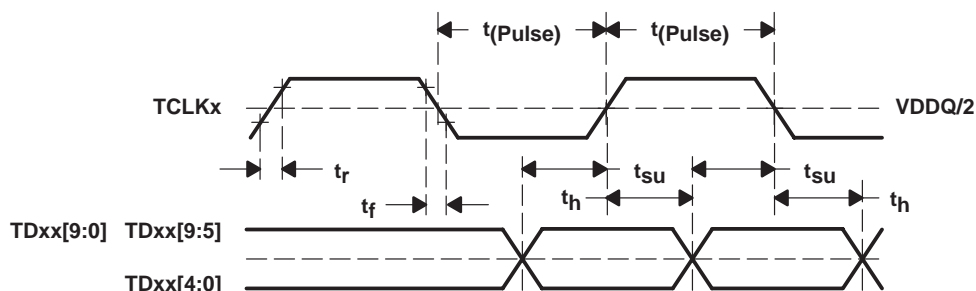 t(Pulse) t(Pulse)
TCLKx VDDQ/2
tr tsu tsu
tf th th
TDxx[9:0] TDxx[9:5]
TDxx[4:0]